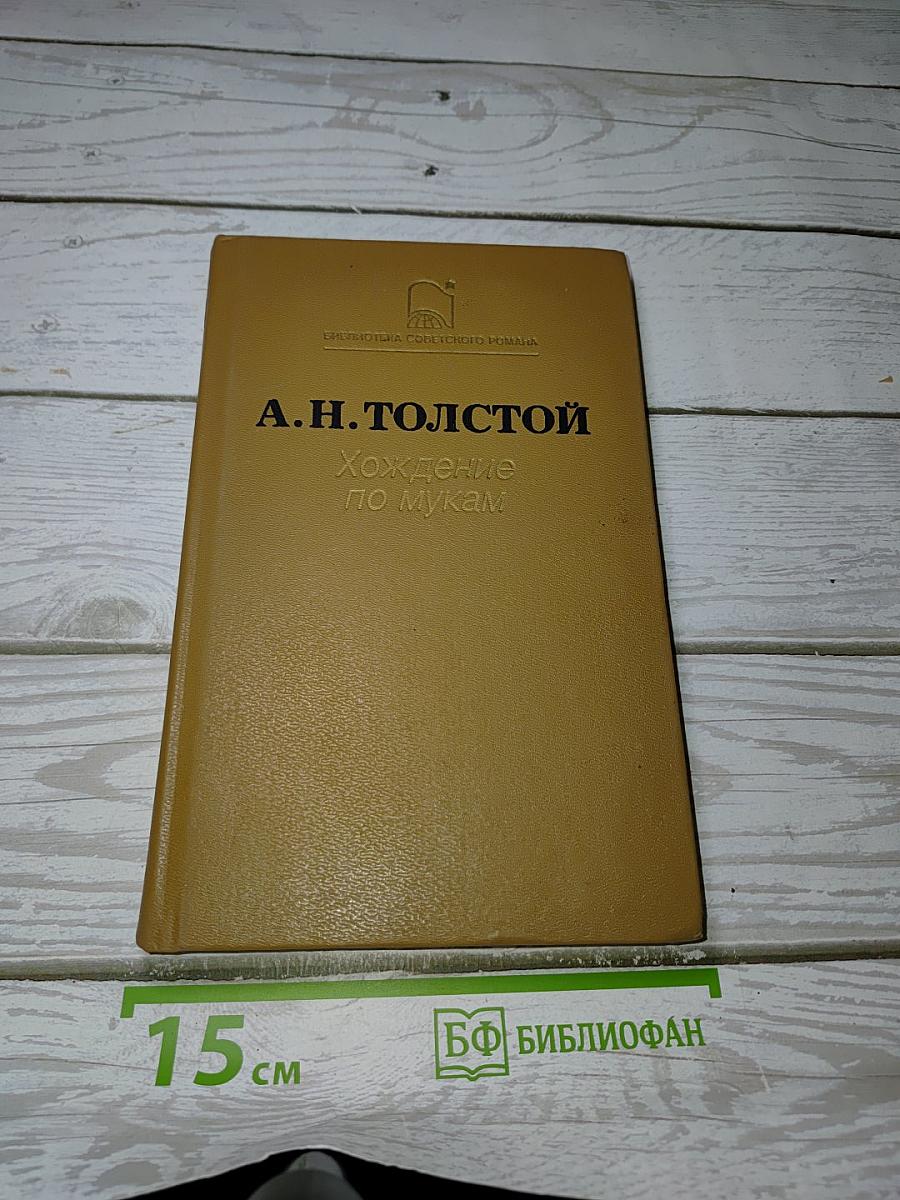 БИБЛИОТЕКА СОВЕТСКОГО РОМАНА
А.Н.ТОЛСТОЙ
Хождение
по мукам
15 см
БФ БИБЛИОФАН